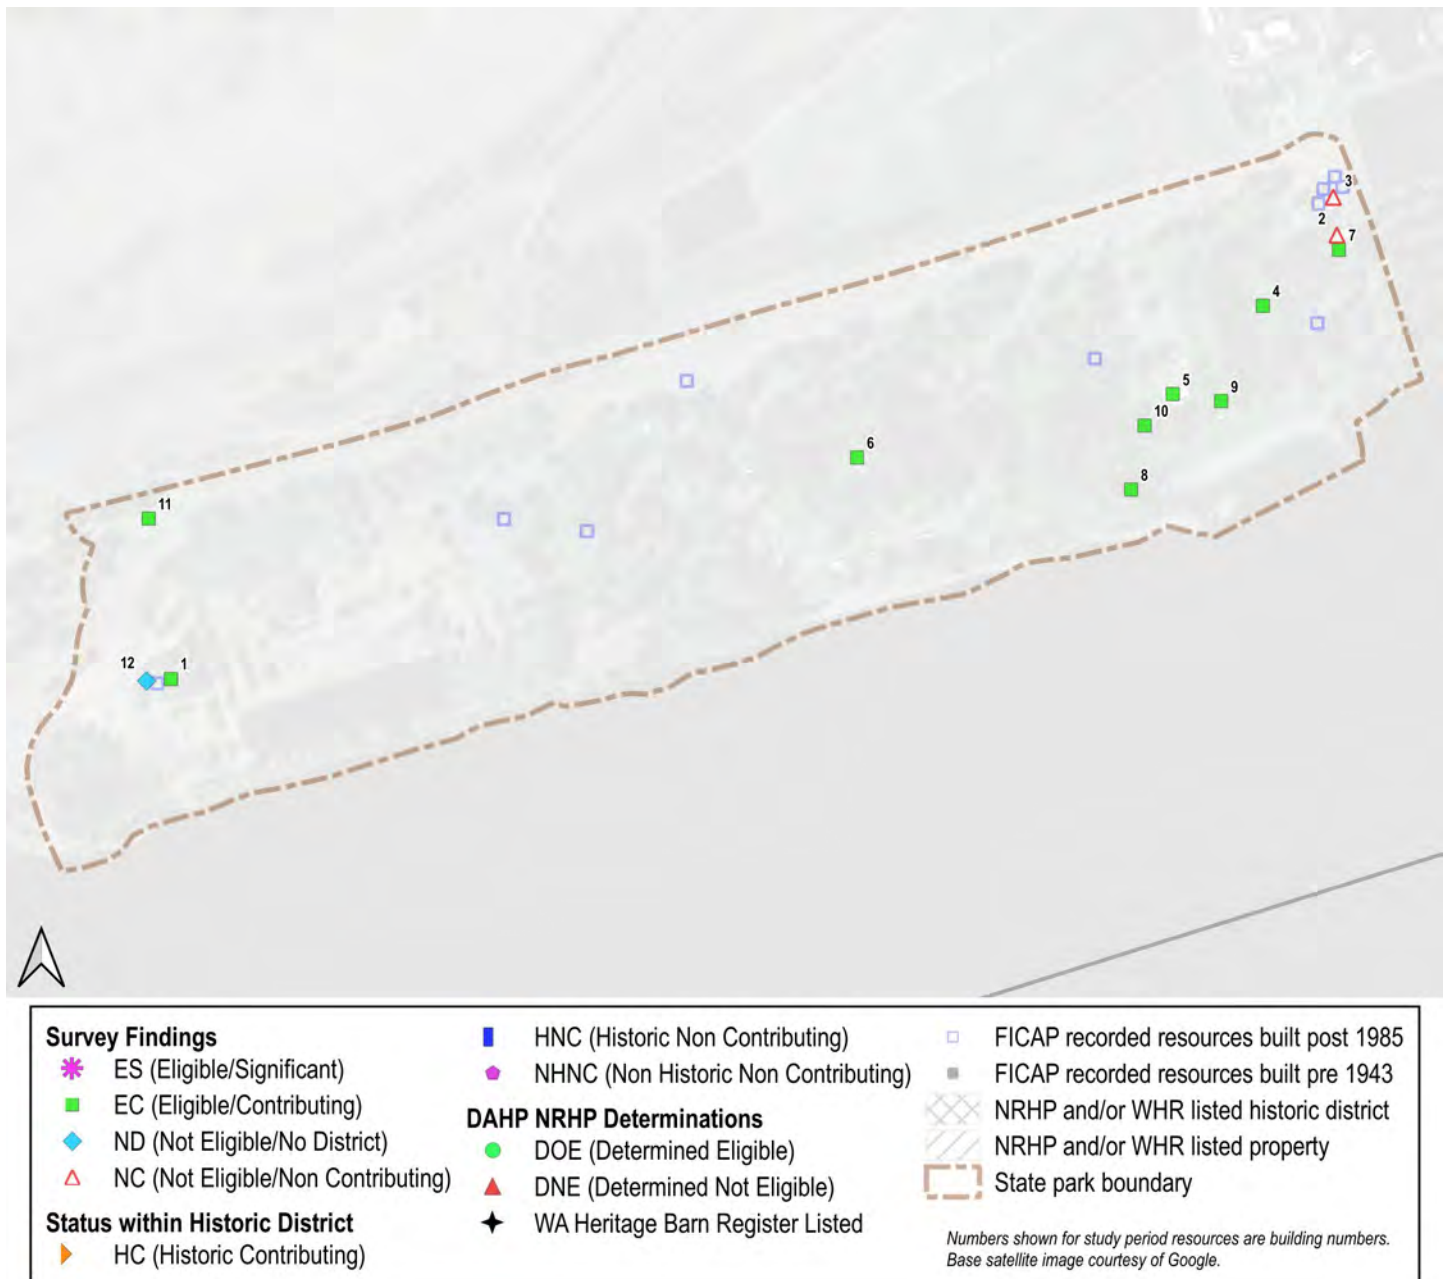 3
2
7
4
5
9
10
6
8
11
12
1
Survey Findings
ES (Eligible/Significant)
EC (Eligible/Contributing)
ND (Not Eligible/No District)
NC (Not Eligible/Non Contributing)
Status within Historic District
HC (Historic Contributing)
HNC (Historic Non Contributing)
NHNC (Non Historic Non Contributing)
DAHP NRHP Determinations
DOE (Determined Eligible)
DNE (Determined Not Eligible)
WA Heritage Barn Register Listed
FICAP recorded resources built post 1985
FICAP recorded resources built pre 1943
NRHP and/or WHR listed historic district
NRHP and/or WHR listed property
State park boundary
Numbers shown for study period resources are building numbers.
Base satellite image courtesy of Google.